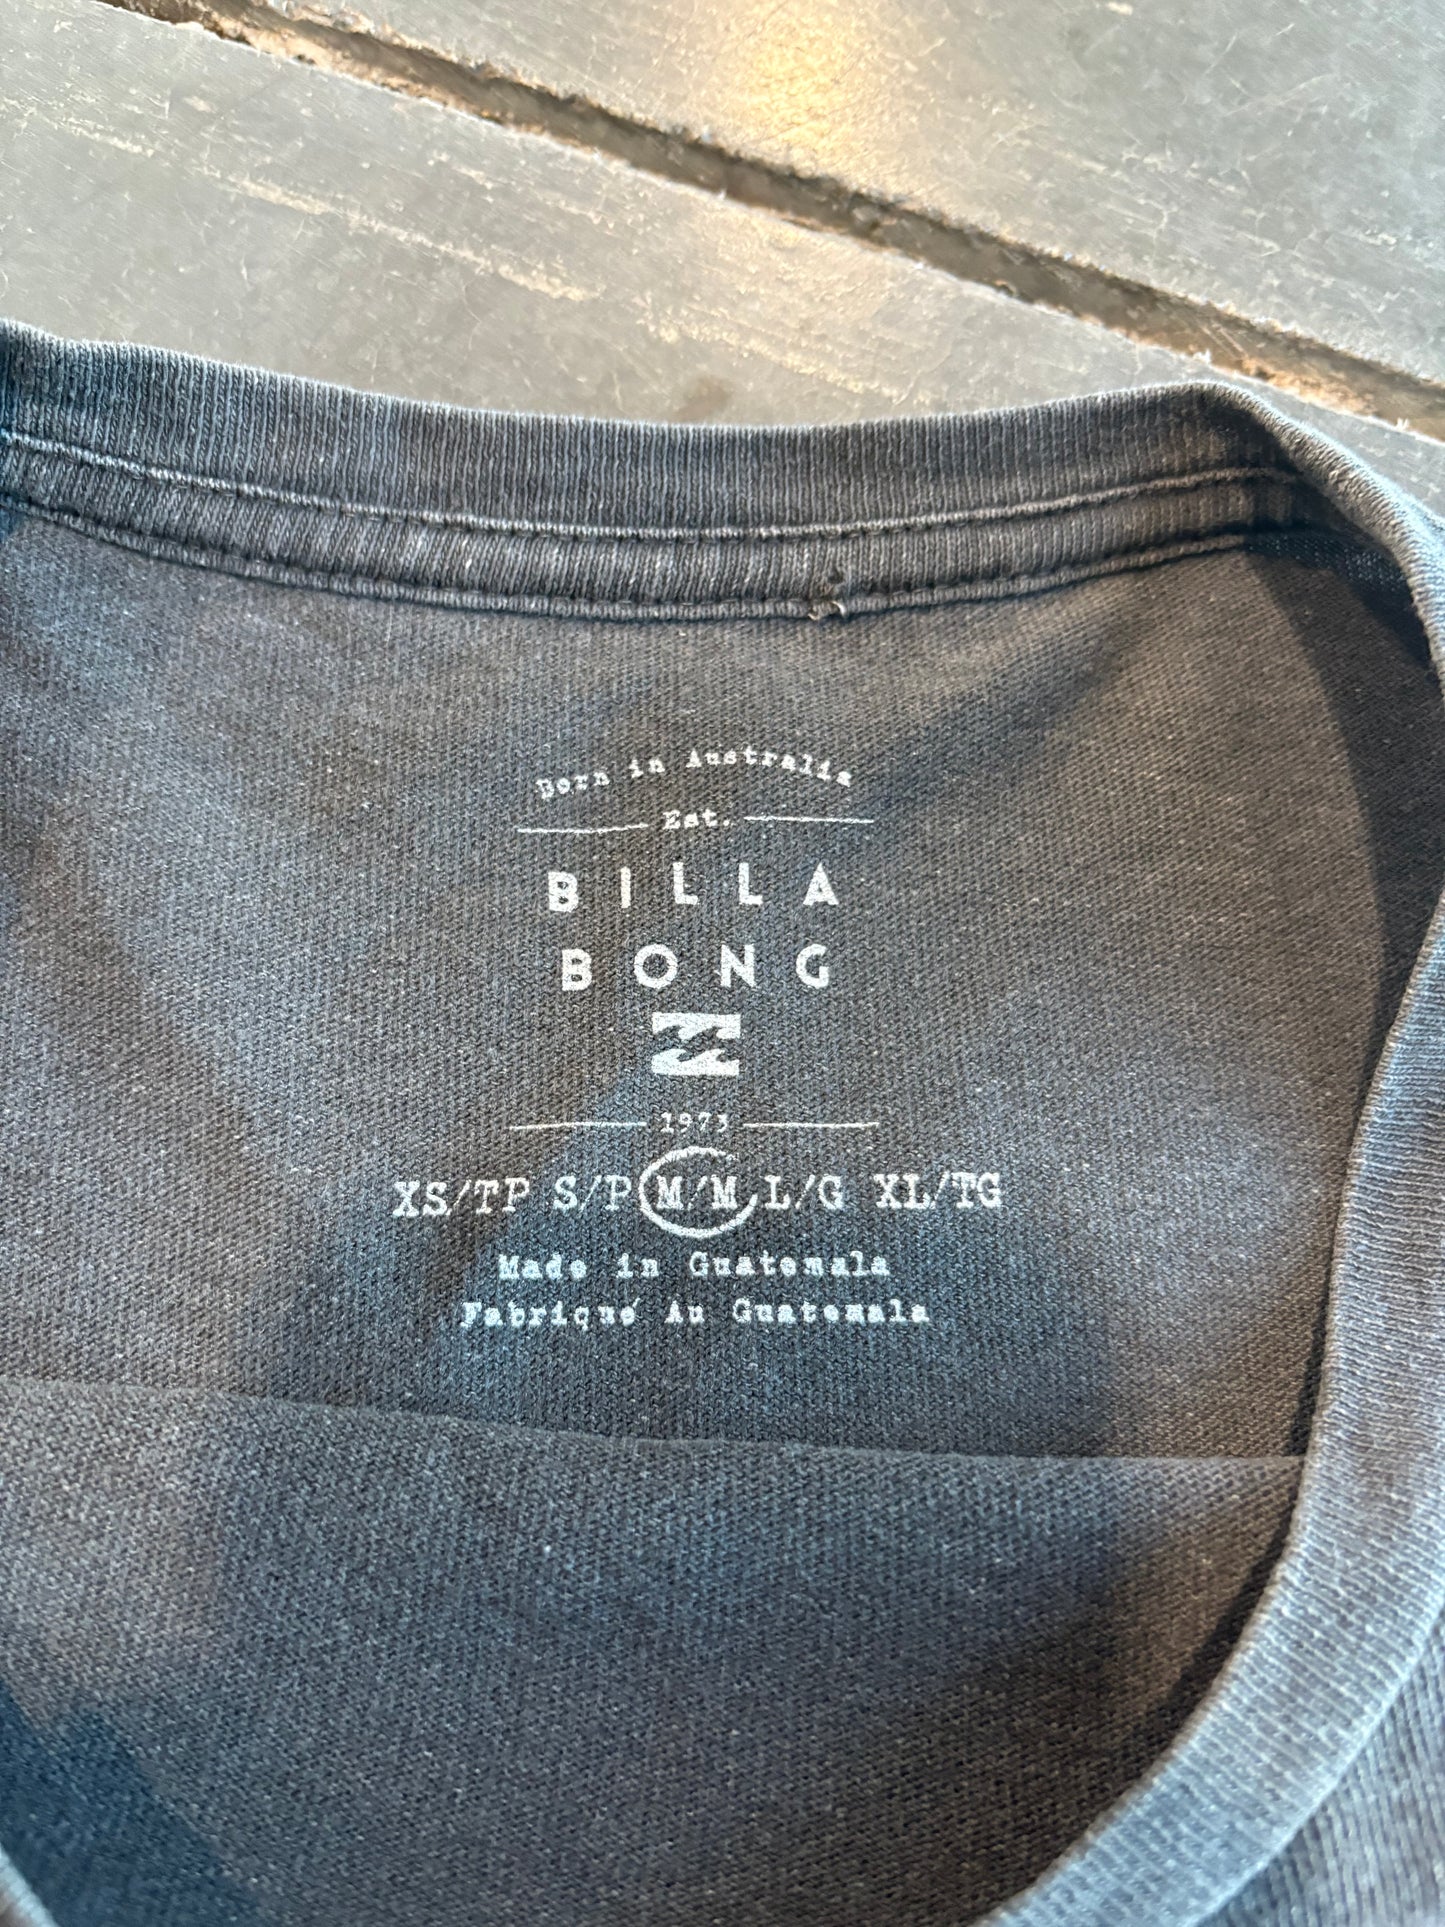 Born in Australia
Est.
BILLA
BONG
1973
XS/TP S/P M/M L/G XL/TG
Made in Guatemala
Fabriqué Au Guatemala